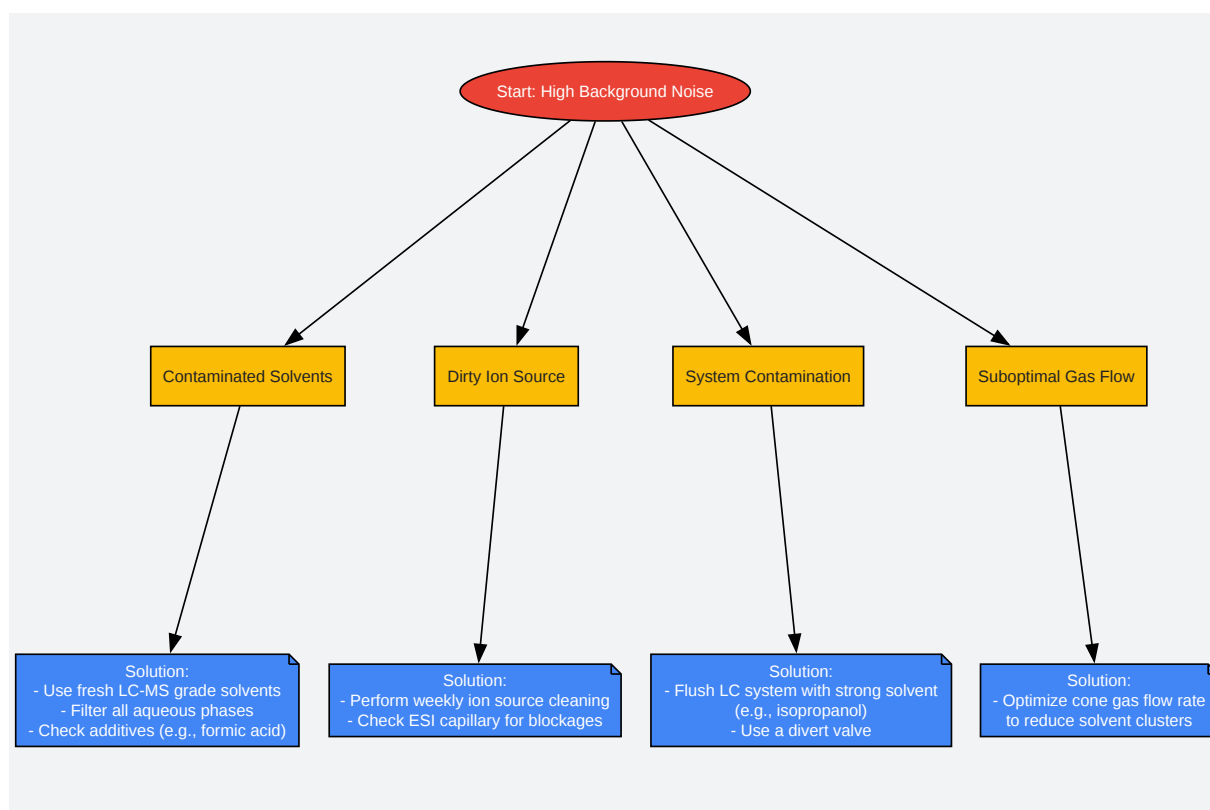 Start: High Background Noise
Contaminated Solvents
Dirty Ion Source
System Contamination
Suboptimal Gas Flow
Solution:
- Use fresh LC-MS grade solvents
- Filter all aqueous phases
- Check additives (e.g., formic acid)
Solution:
- Perform weekly ion source cleaning
- Check ESI capillary for blockages
Solution:
- Flush LC system with strong solvent
(e.g., isopropanol)
- Use a divert valve
Solution:
- Optimize cone gas flow rate
to reduce solvent clusters